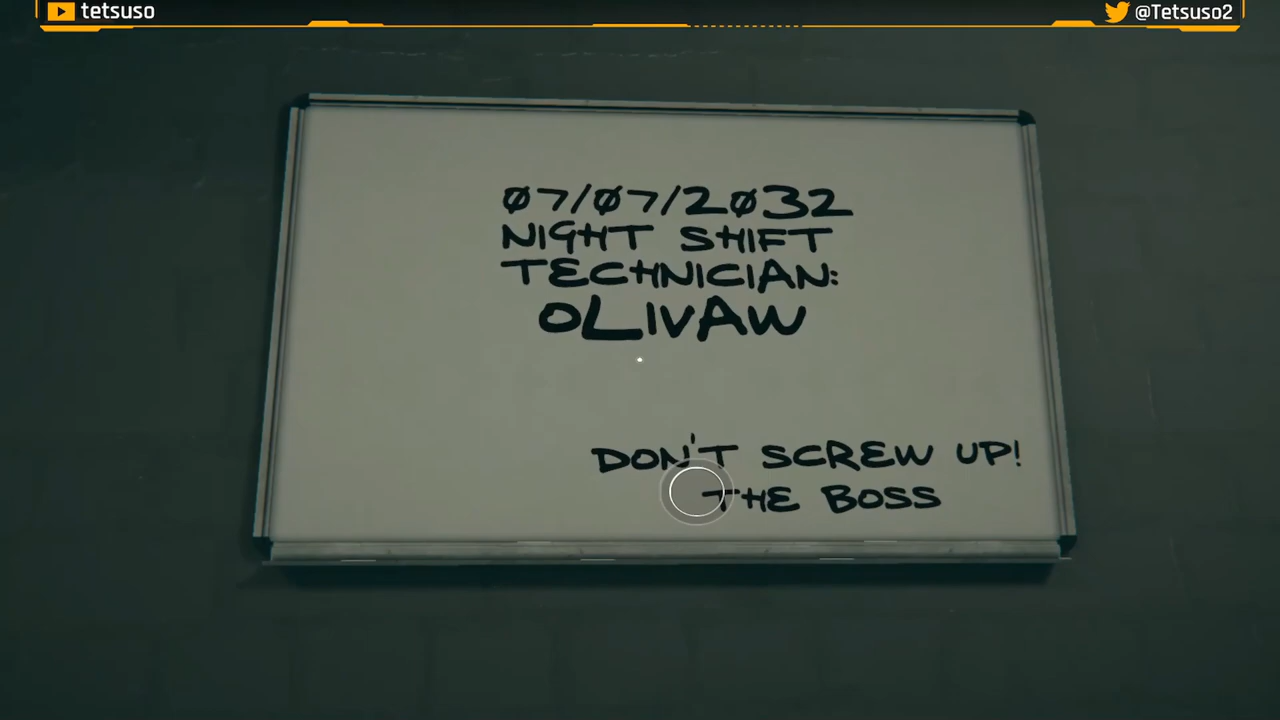 tetsuso
@Tetsuso2
07/07/2032
NIGHT SHIFT
TECHNICIAN:
OLIVAW
DON'T SCREW UP!
THE BOSS